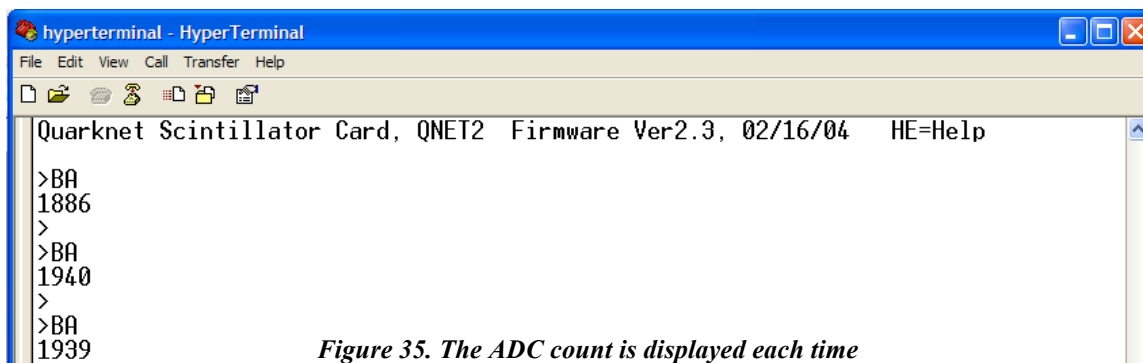 hyperterminal - HyperTerminal
File Edit View Call Transfer Help
Quarknet Scintillator Card, QNET2 Firmware Ver2.3, 02/16/04 HE=Help
>BA
1886
>
>BA
1940
>
>BA
1939
Figure 35. The ADC count is displayed each time